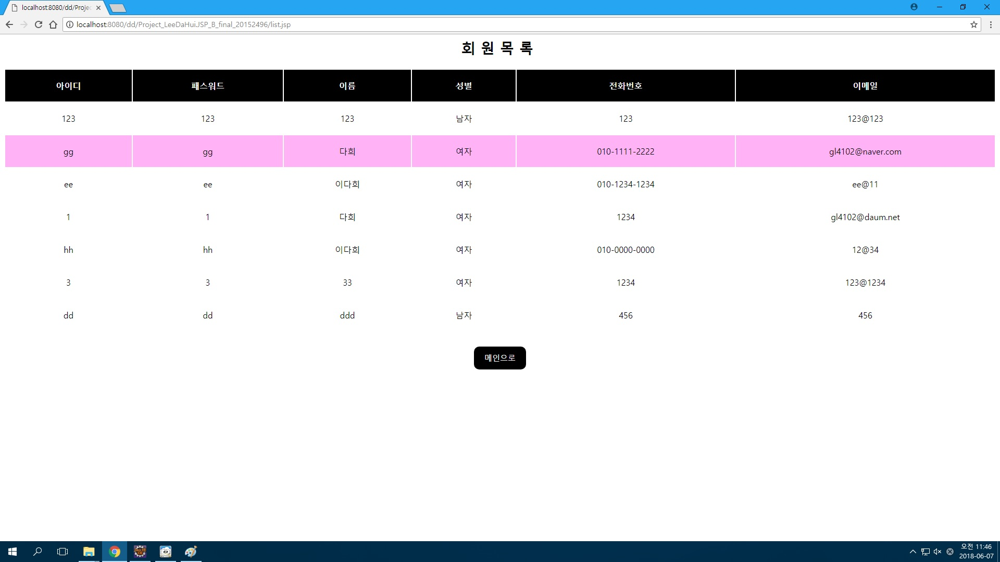 localhost:8080/dd/Projec
localhost:8080/dd/Project_LeeDaHui.JSP_B_final_20152496/list.jsp
회 원 목 록
아이디 패스워드 이름 성별 전화번호 이메일
123 123 123 남자 123 123@123
gg gg 다희 여자 010-1111-2222 gl4102@naver.com
ee ee 이다희 여자 010-1234-1234 ee@11
1 1 다희 여자 1234 gl4102@daum.net
hh hh 이다희 여자 010-0000-0000 12@34
3 3 33 여자 1234 123@1234
dd dd ddd 남자 456 456
메인으로
오전 11:46
2018-06-07